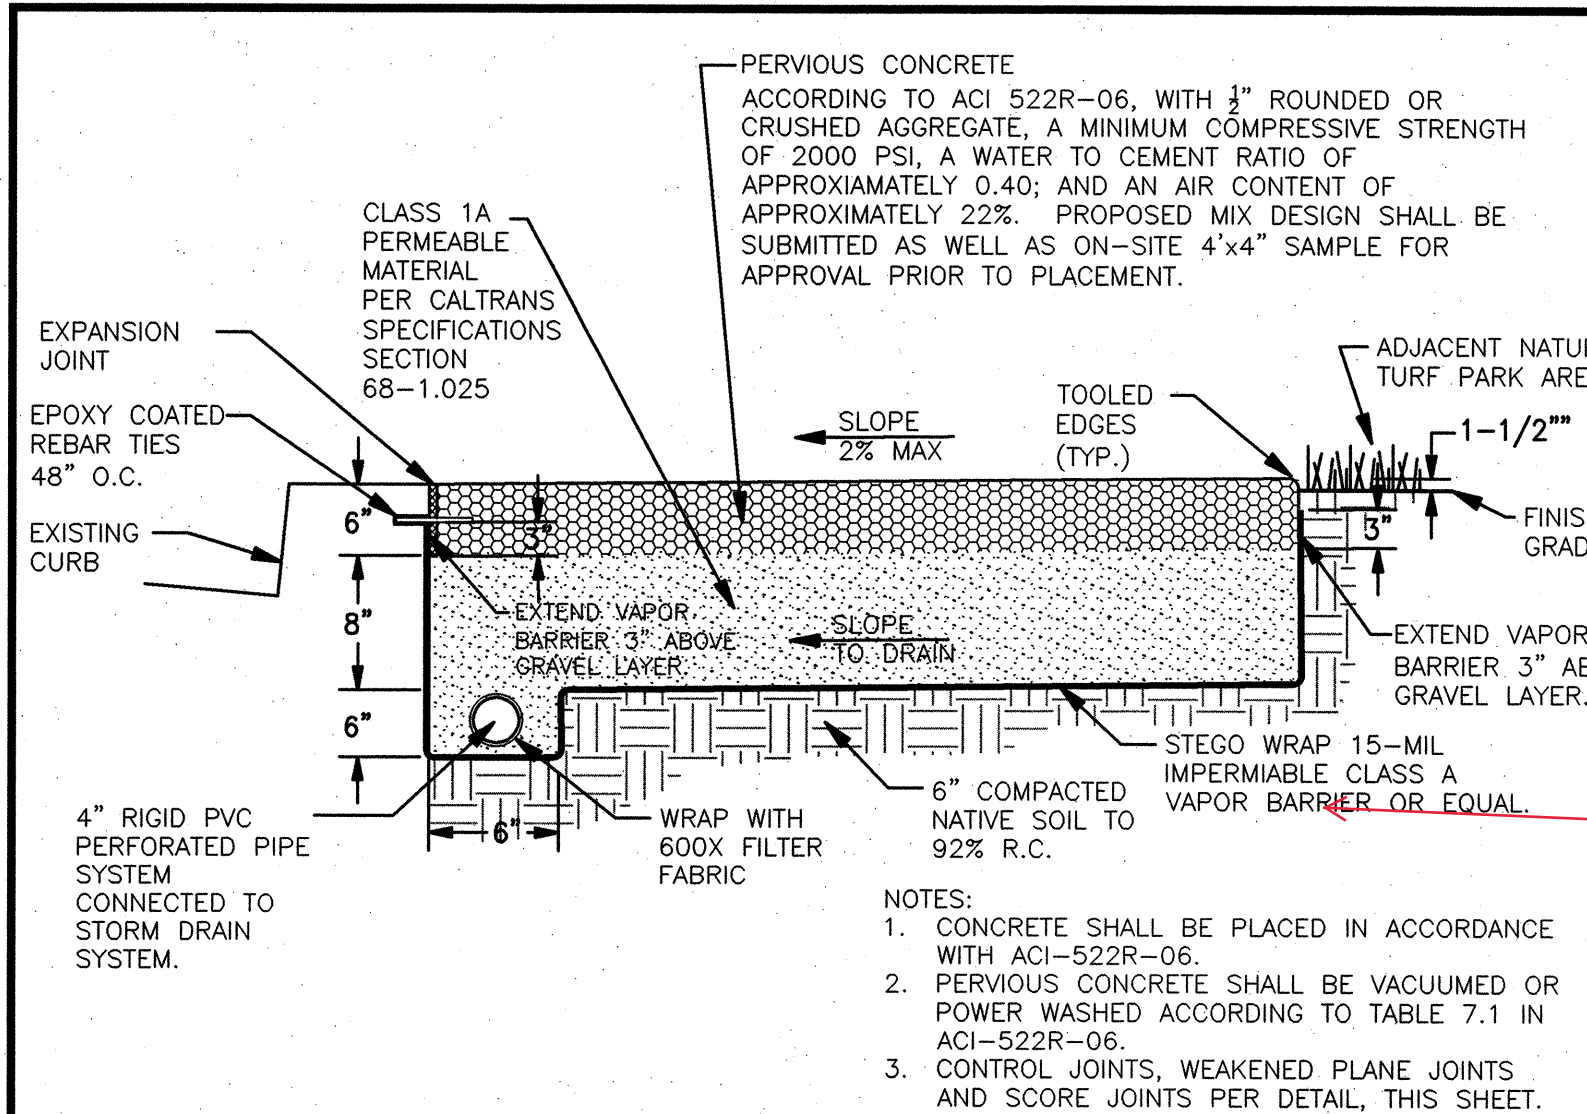 PERVIOUS CONCRETE
ACCORDING TO ACI 522R-06, WITH ½" ROUNDED OR
CRUSHED AGGREGATE, A MINIMUM COMPRESSIVE STRENGTH
OF 2000 PSI, A WATER TO CEMENT RATIO OF
APPROXIAMATELY 0.40; AND AN AIR CONTENT OF
APPROXIMATELY 22%. PROPOSED MIX DESIGN SHALL BE
SUBMITTED AS WELL AS ON-SITE 4'x4" SAMPLE FOR
APPROVAL PRIOR TO PLACEMENT.
CLASS 1A
PERMEABLE
MATERIAL
PER CALTRANS
SPECIFICATIONS
SECTION
68-1.025
EXPANSION
JOINT
EPOXY COATED
REBAR TIES
48" O.C.
EXISTING
CURB
SLOPE
2% MAX
TOOLED
EDGES
(TYP.)
ADJACENT NATU
TURF PARK ARE
1-1/2""
6"
3"
3"
FINIS
GRAD
8"
EXTEND VAPOR
BARRIER 3" ABOVE
GRAVEL LAYER.
SLOPE
TO DRAIN
EXTEND VAPOR
BARRIER 3" AB
GRAVEL LAYER.
6"
STEGO WRAP 15-MIL
IMPERMIABLE CLASS A
VAPOR BARRIER OR EQUAL.
6" COMPACTED
NATIVE SOIL TO
92% R.C.
4" RIGID PVC
PERFORATED PIPE
SYSTEM
CONNECTED TO
STORM DRAIN
SYSTEM.
6"
WRAP WITH
600X FILTER
FABRIC
NOTES:
1. CONCRETE SHALL BE PLACED IN ACCORDANCE
WITH ACI-522R-06.
2. PERVIOUS CONCRETE SHALL BE VACUUMED OR
POWER WASHED ACCORDING TO TABLE 7.1 IN
ACI-522R-06.
3. CONTROL JOINTS, WEAKENED PLANE JOINTS
AND SCORE JOINTS PER DETAIL, THIS SHEET.